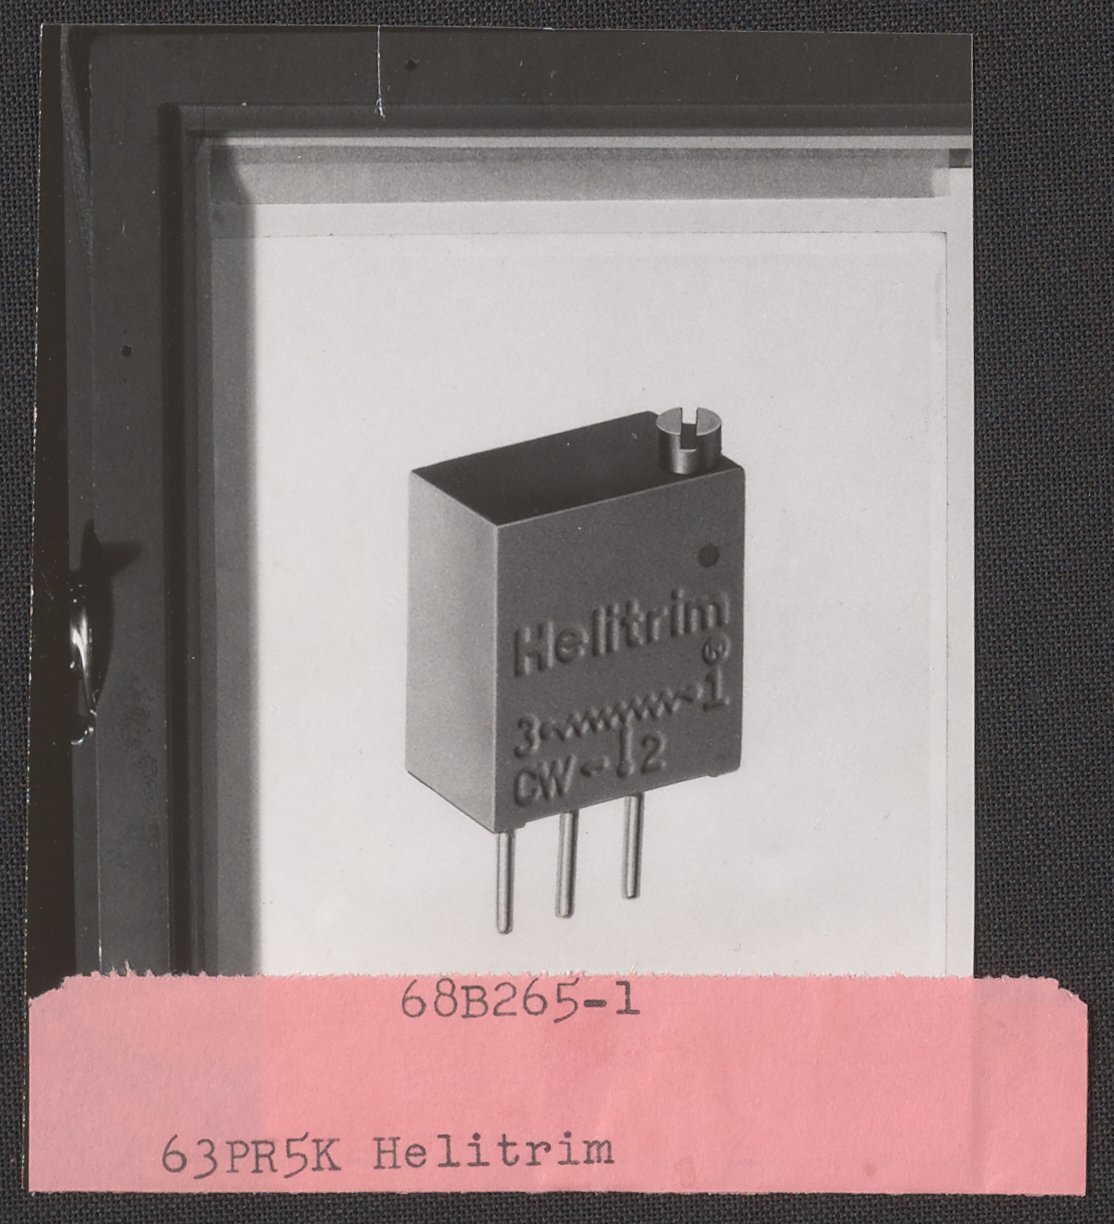 Helitrim
®
3 1
CW 2
68B265-1
63PR5K Helitrim